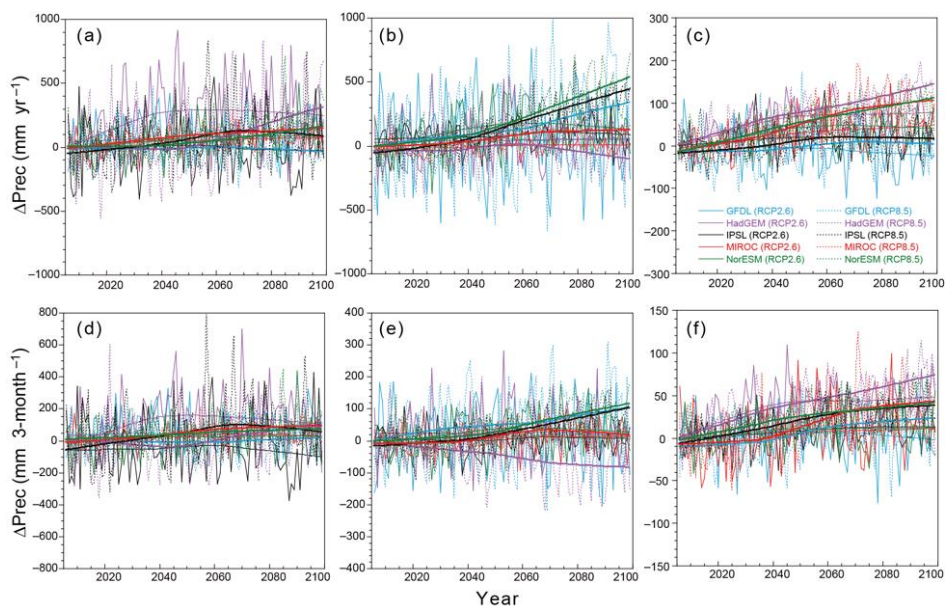 (a)
ΔPrec (mm yr⁻¹)
1000
500
0
−500
−1000
2020 2040 2060 2080 2100
(b)
1000
500
0
−500
−1000
2020 2040 2060 2080 2100
(c)
300
200
100
0
−100
−200
−300
GFDL (RCP2.6) GFDL (RCP8.5)
HadGEM (RCP2.6) HadGEM (RCP8.5)
IPSL (RCP2.6) IPSL (RCP8.5)
MIROC (RCP2.6) MIROC (RCP8.5)
NorESM (RCP2.6) NorESM (RCP8.5)
2020 2040 2060 2080 2100
(d)
ΔPrec (mm 3-month⁻¹)
800
600
400
200
0
−200
−400
−600
−800
2020 2040 2060 2080 2100
(e)
400
300
200
100
0
−100
−200
−300
−400
2020 2040 2060 2080 2100
(f)
150
100
50
0
−50
−100
−150
2020 2040 2060 2080 2100
Year